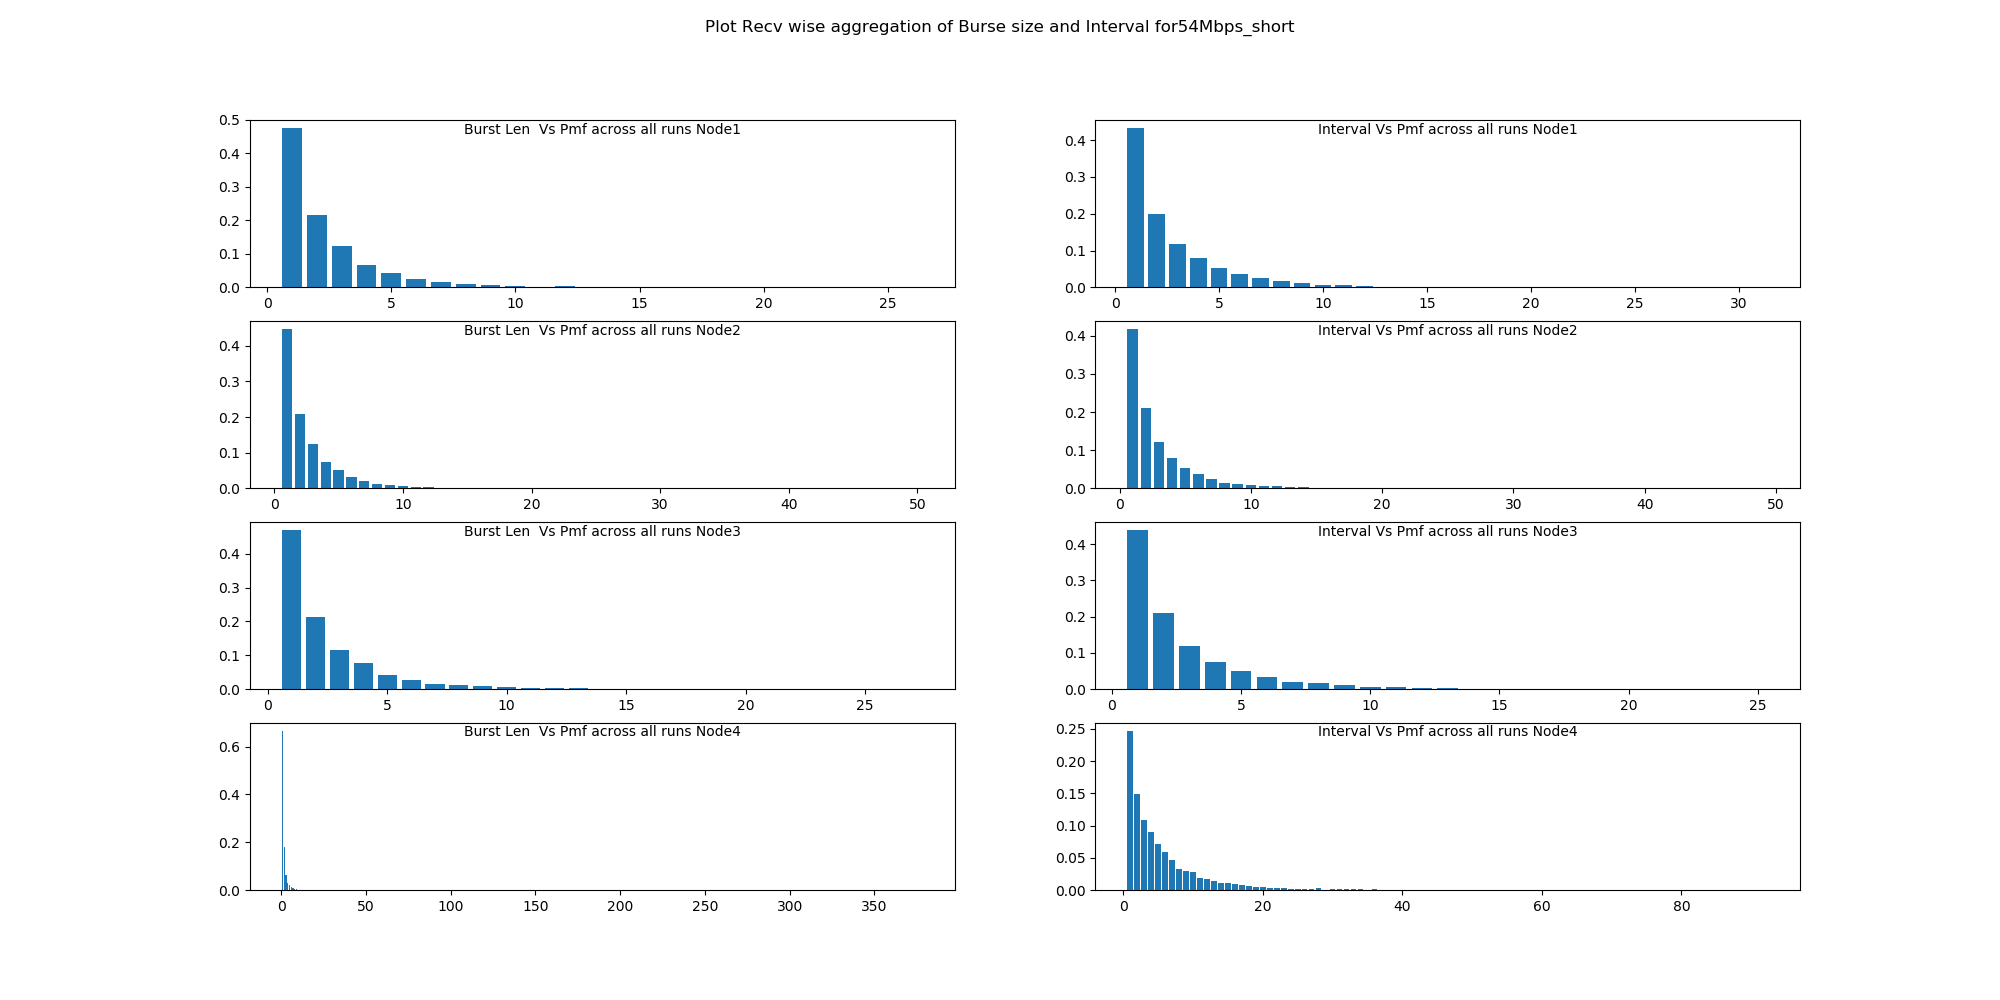 Plot Recv wise aggregation of Burse size and Interval for54Mbps_short
Burst Len  Vs Pmf across all runs Node1
0.5
0.4
0.3
0.2
0.1
0.0
0 5 10 15 20 25
Interval Vs Pmf across all runs Node1
0.4
0.3
0.2
0.1
0.0
0 5 10 15 20 25 30
Burst Len  Vs Pmf across all runs Node2
0.4
0.3
0.2
0.1
0.0
0 10 20 30 40 50
Interval Vs Pmf across all runs Node2
0.4
0.3
0.2
0.1
0.0
0 10 20 30 40 50
Burst Len  Vs Pmf across all runs Node3
0.4
0.3
0.2
0.1
0.0
0 5 10 15 20 25
Interval Vs Pmf across all runs Node3
0.4
0.3
0.2
0.1
0.0
0 5 10 15 20 25
Burst Len  Vs Pmf across all runs Node4
0.6
0.4
0.2
0.0
0 50 100 150 200 250 300 350
Interval Vs Pmf across all runs Node4
0.25
0.20
0.15
0.10
0.05
0.00
0 20 40 60 80